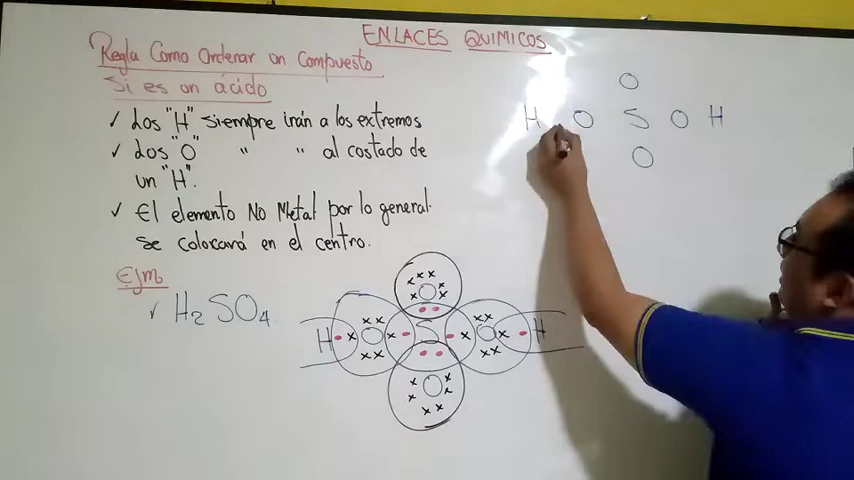 ENLACES QUIMICOS
Regla Como Ordenar un Compuesto
Si es un ácido
✓ Los "H" siempre irán a los extremos
✓ Los "O" " " al costado de
un "H".
✓ El elemento No Metal por lo general
se colocará en el centro.
Ejm
✓ H₂SO₄
O
H O S O H
O
O
H O S O H
O